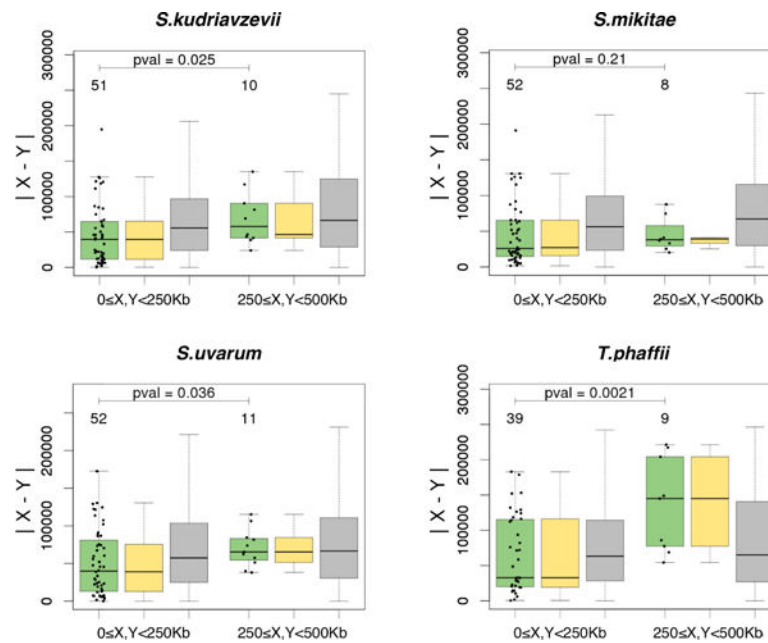 S.kudriavzevii
pval = 0.025
51
10
| X - Y |
0
100000
200000
300000
0≤X,Y<250Kb
250≤X,Y<500Kb
S.mikitae
pval = 0.21
52
8
| X - Y |
0
100000
200000
300000
0≤X,Y<250Kb
250≤X,Y<500Kb
S.uvarum
pval = 0.036
52
11
| X - Y |
0
100000
200000
0≤X,Y<250Kb
250≤X,Y<500Kb
T.phaffii
pval = 0.0021
39
9
| X - Y |
0
100000
200000
300000
0≤X,Y<250Kb
250≤X,Y<500Kb